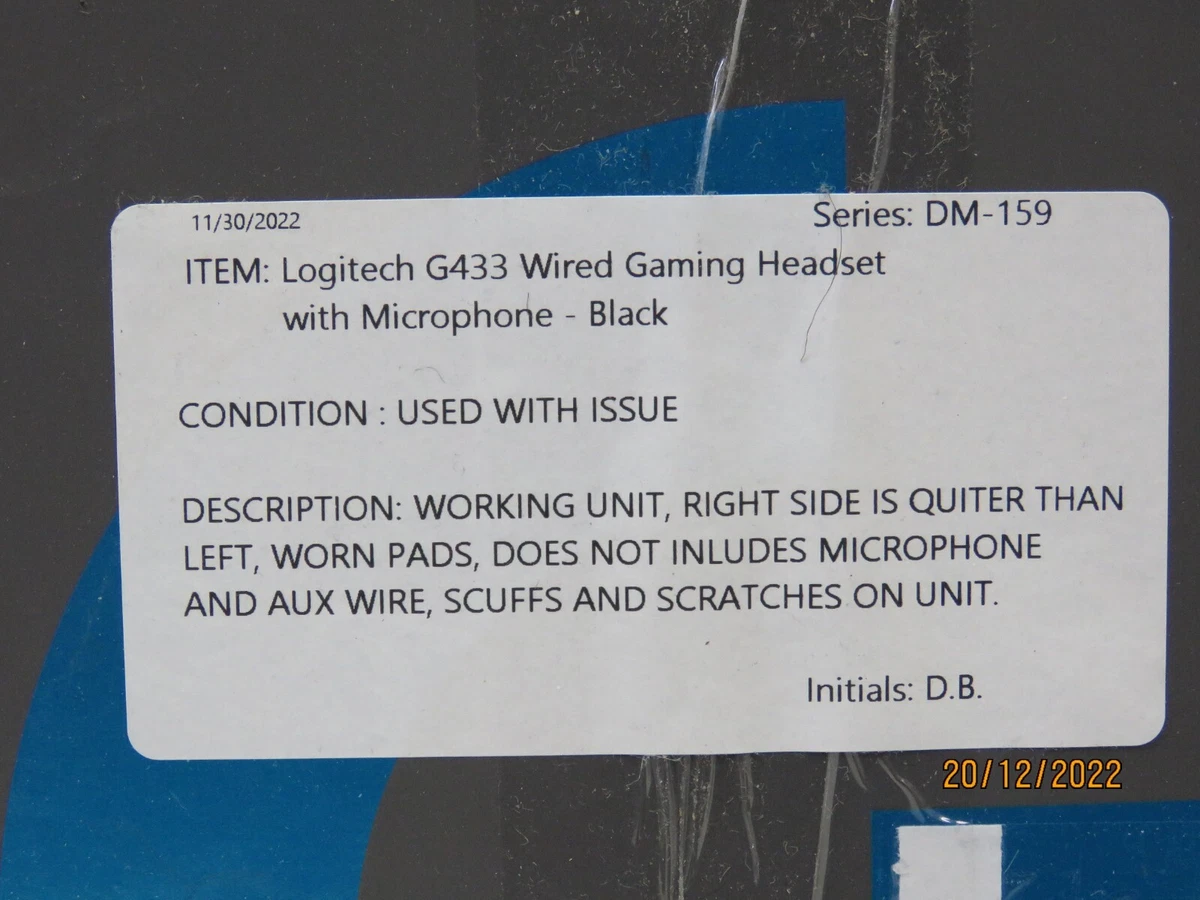 11/30/2022
Series: DM-159
ITEM: Logitech G433 Wired Gaming Headset
with Microphone - Black
CONDITION : USED WITH ISSUE
DESCRIPTION: WORKING UNIT, RIGHT SIDE IS QUITER THAN
LEFT, WORN PADS, DOES NOT INLUDES MICROPHONE
AND AUX WIRE, SCUFFS AND SCRATCHES ON UNIT.
Initials: D.B.
20/12/2022